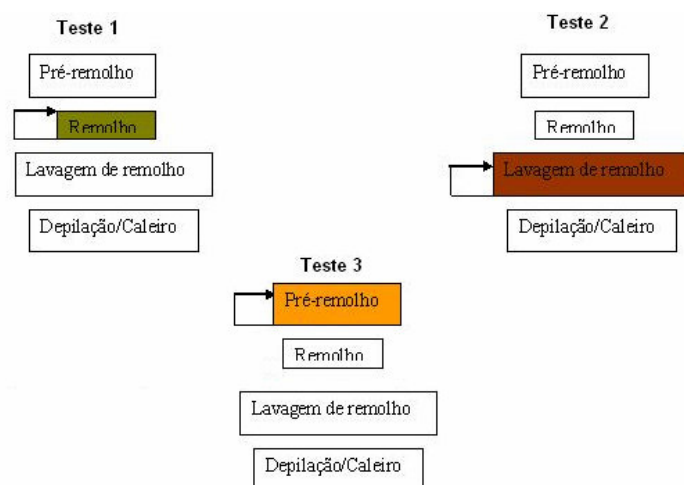 Teste 1
Pré-remolho
Remolho
Lavagem de remolho
Depilação/Caleiro
Teste 2
Pré-remolho
Remolho
Lavagem de remolho
Depilação/Caleiro
Teste 3
Pré-remolho
Remolho
Lavagem de remolho
Depilação/Caleiro